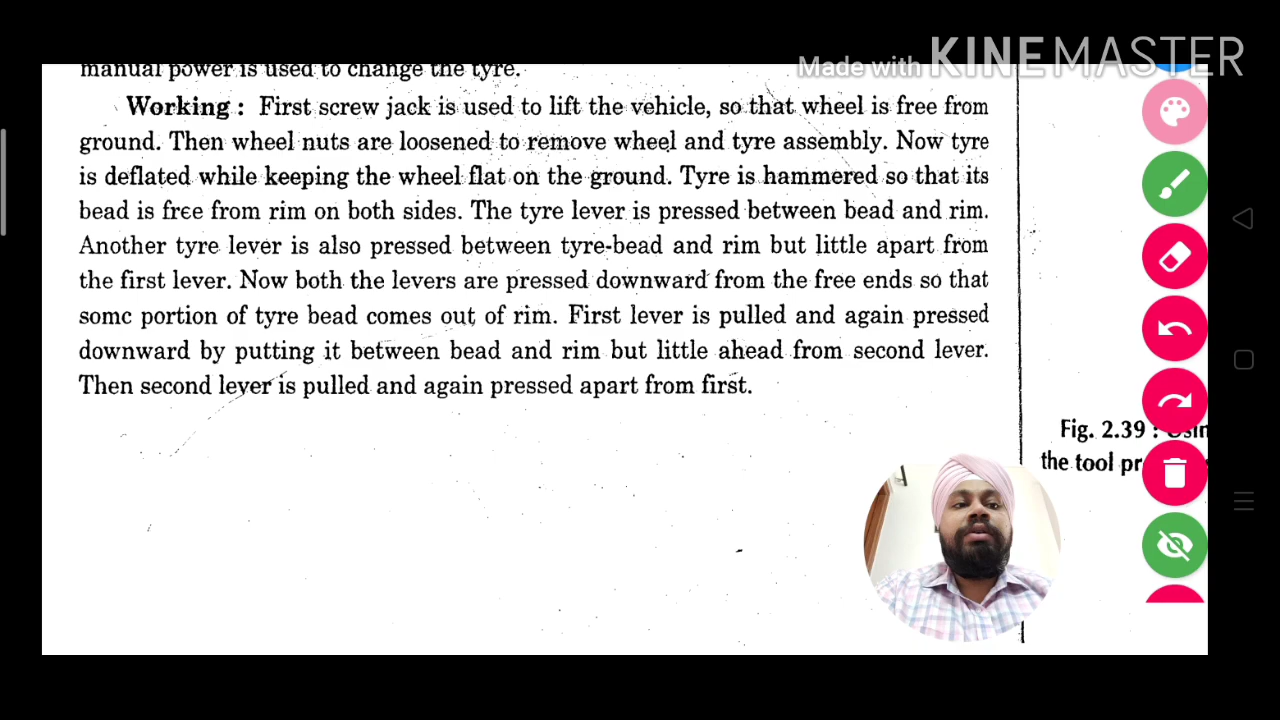 Made with KINEMASTER
manual power is used to change the tyre.
Working : First screw jack is used to lift the vehicle, so that wheel is free from
ground. Then wheel nuts are loosened to remove wheel and tyre assembly. Now tyre
is deflated while keeping the wheel flat on the ground. Tyre is hammered so that its
bead is free from rim on both sides. The tyre lever is pressed between bead and rim.
Another tyre lever is also pressed between tyre-bead and rim but little apart from
the first lever. Now both the levers are pressed downward from the free ends so that
some portion of tyre bead comes out of rim. First lever is pulled and again pressed
downward by putting it between bead and rim but little ahead from second lever.
Then second lever is pulled and again pressed apart from first.
Fig. 2.39 :
the tool